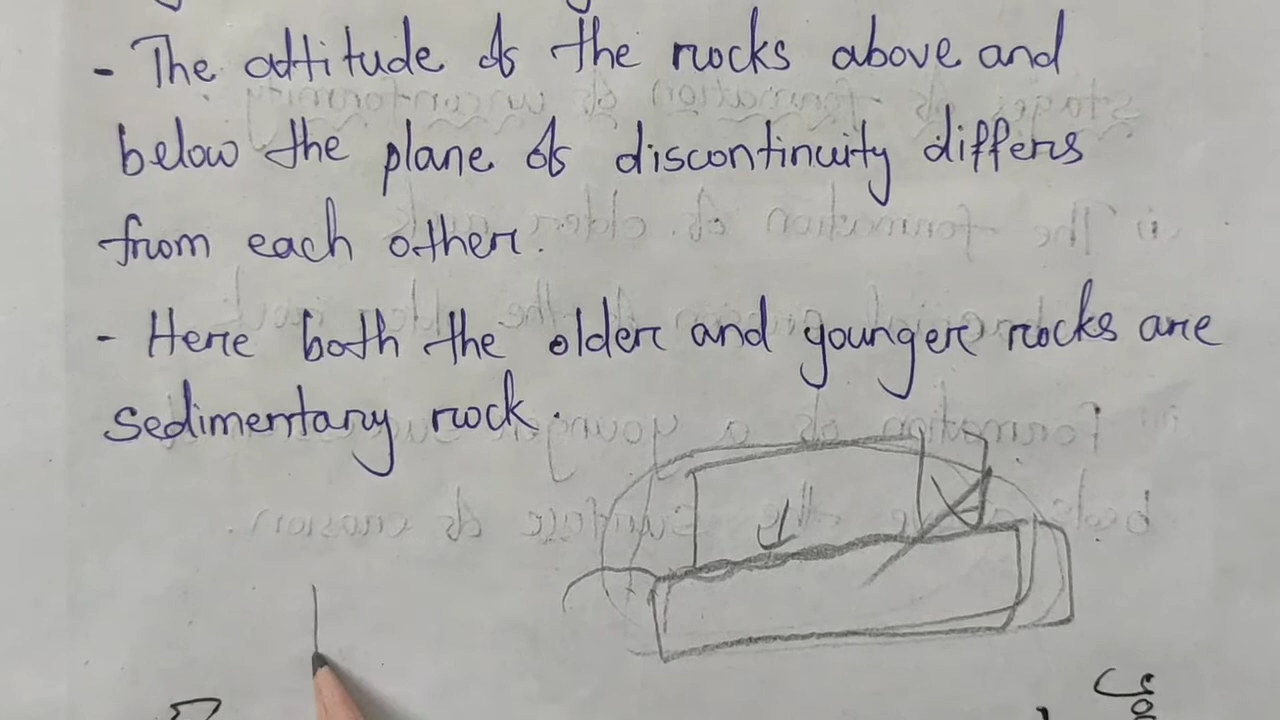 - The attitude of the rocks above and
below the plane of discontinuity differs
from each other.
- Here both the older and younger rocks are
sedimentary rock.